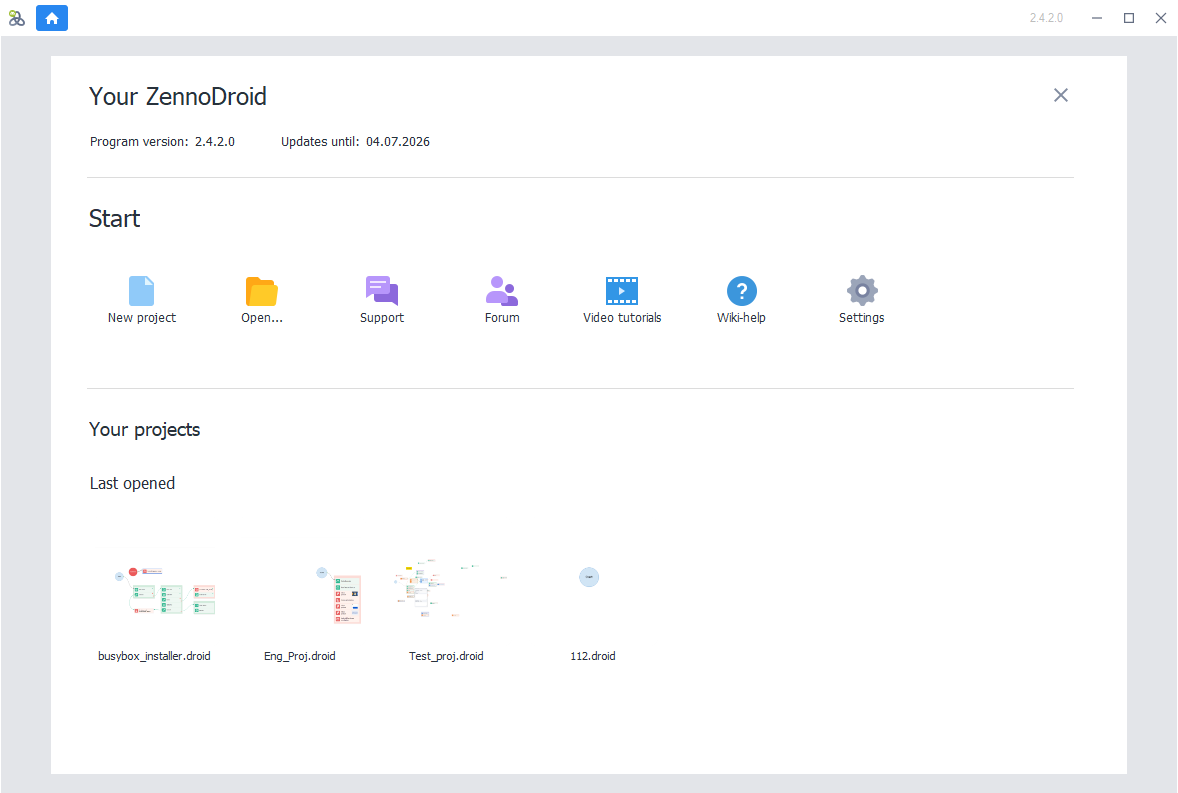 2.4.2.0
Your ZennoDroid
Program version: 2.4.2.0 Updates until: 04.07.2026
Start
New project Open... Support Forum Video tutorials Wiki-help Settings
Your projects
Last opened
busybox_installer.droid Eng_Proj.droid Test_proj.droid 112.droid